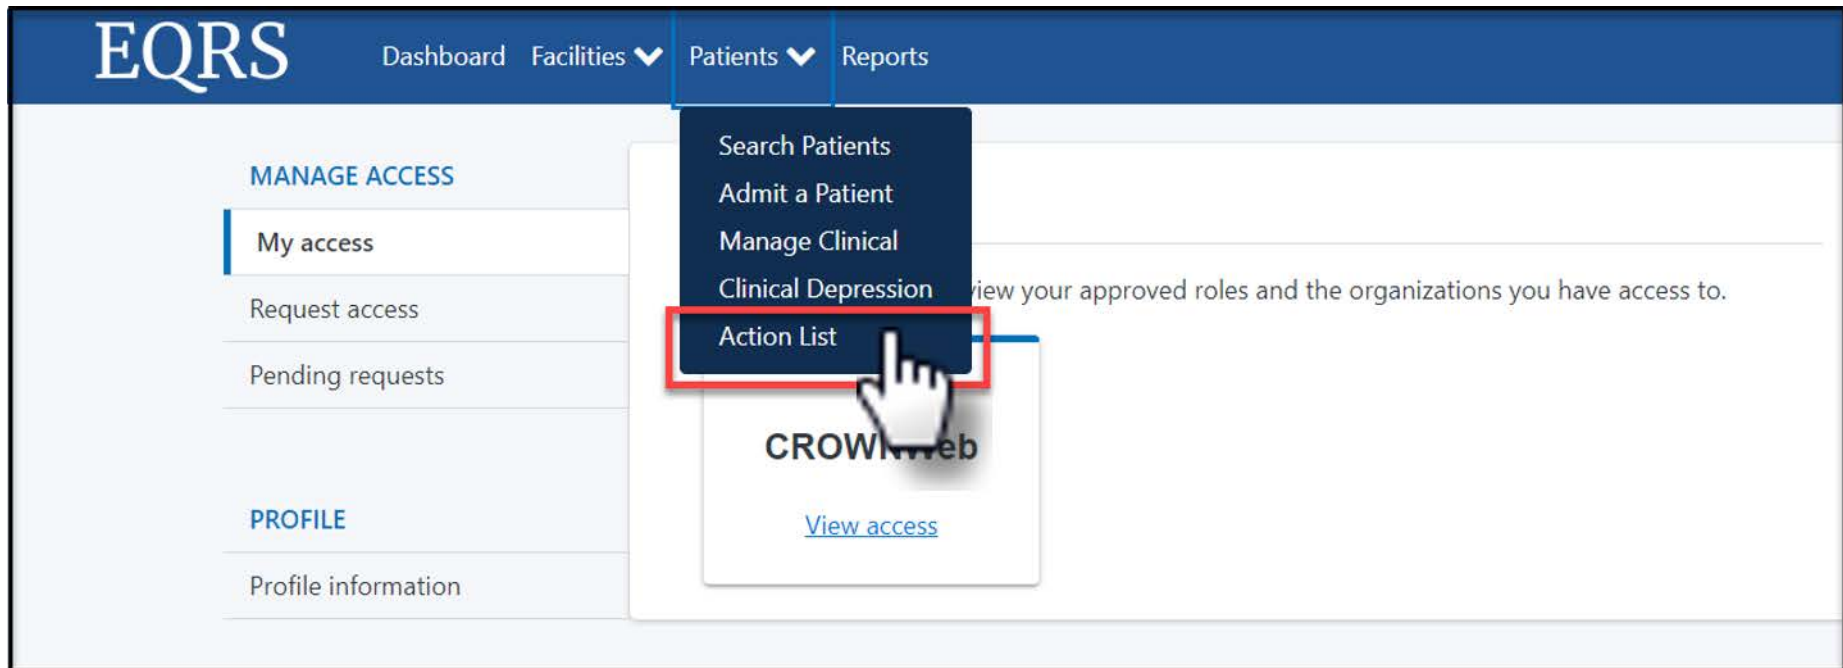 EQRS
Dashboard Facilities Patients Reports
Search Patients
Admit a Patient
Manage Clinical
Clinical Depression
Action List
MANAGE ACCESS
My access
Request access
Pending requests
PROFILE
Profile information
view your approved roles and the organizations you have access to.
CROWNWeb
View access